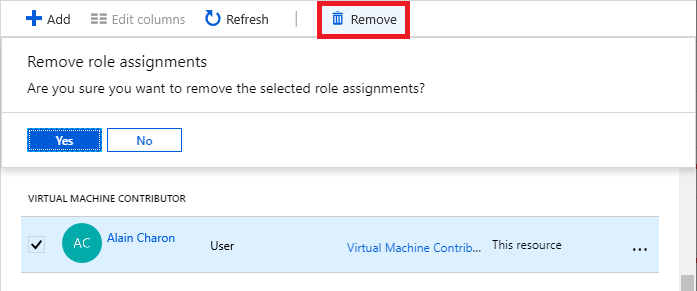 Add Edit columns Refresh Remove
Remove role assignments
Are you sure you want to remove the selected role assignments?
Yes No
VIRTUAL MACHINE CONTRIBUTOR
AC Alain Charon User Virtual Machine Contrib... This resource ...